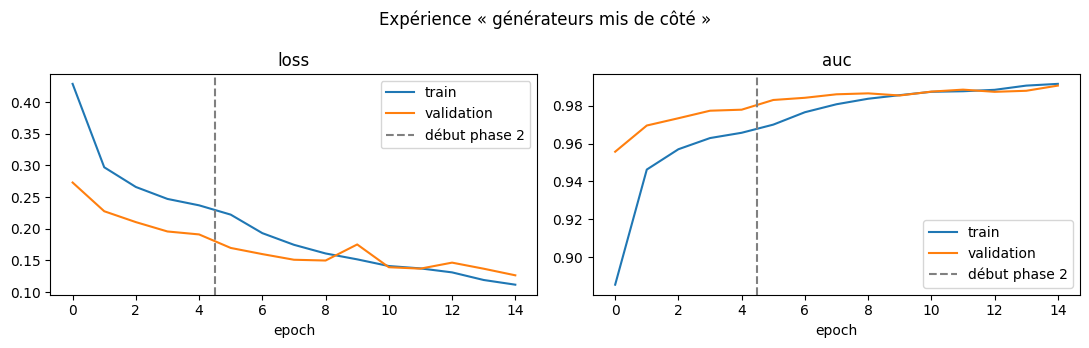 Expérience « générateurs mis de côté »
loss
0.40
0.35
0.30
0.25
0.20
0.15
0.10
0 2 4 6 8 10 12 14
epoch
train
validation
début phase 2
auc
0.98
0.96
0.94
0.92
0.90
0 2 4 6 8 10 12 14
epoch
train
validation
début phase 2